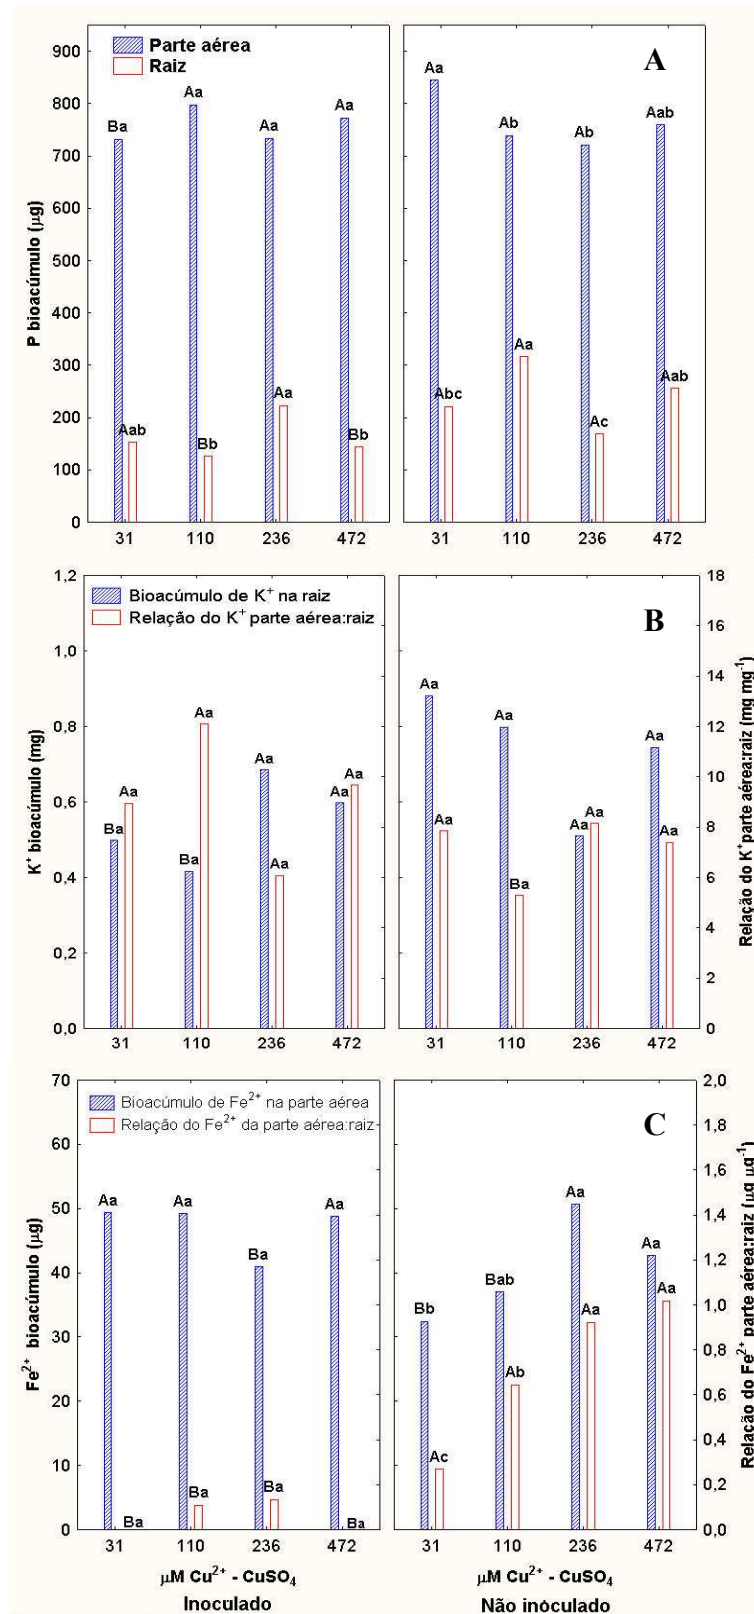 Parte aérea
Raiz
A
P bioacúmulo (µg)
900
800
700
600
500
400
300
200
100
0
Ba
Aa
Aa
Aa
Aab
Bb
Aa
Bb
Aa
Ab
Ab
Aab
Abc
Aa
Ac
Aab
31 110 236 472
31 110 236 472
Bioacúmulo de K⁺ na raiz
Relação do K⁺ parte aérea:raiz
B
K⁺ bioacúmulo (mg)
1,2
1,0
0,8
0,6
0,4
0,2
0,0
Ba
Aa
Ba
Aa
Aa
Aa
Aa
Aa
Aa
Aa
Aa
Ba
Aa
Aa
Aa
Aa
18
16
14
12
10
8
6
4
2
0
Relação do K⁺parte aérea:raiz (mg mg⁻¹)
31 110 236 472
31 110 236 472
Bioacúmulo de Fe²⁺ na parte aérea
Relação do Fe²⁺ da parte aérea:raiz
C
Fe²⁺ bioacúmulo (µg)
70
60
50
40
30
20
10
0
Aa
Ba
Aa
Ba
Ba
Ba
Aa
Ba
Bb
Ac
Bab
Ab
Aa
Aa
Aa
Aa
2,0
1,8
1,6
1,4
1,2
1,0
0,8
0,6
0,4
0,2
0,0
Relação do Fe²⁺ parte aérea:raiz (µg µg⁻¹)
31 110 236 472
31 110 236 472
µM Cu²⁺ - CuSO₄
µM Cu²⁺ - CuSO₄
Inoculado
Não inoculado